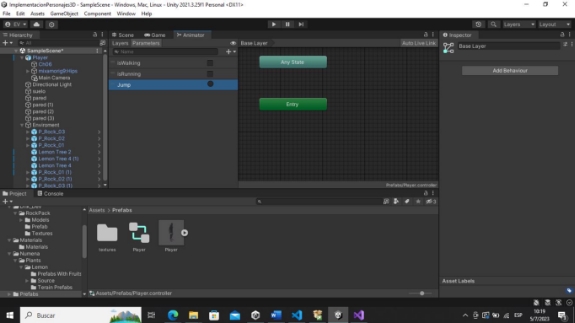 ImplementacionPersonajes3D - SampleScene - Windows, Mac, Linux - Unity 2021.3.25f1 Personal <DX11>
File Edit Assets GameObject Component Window Help
Layers Layout
Hierarchy
Scene Game Animator
Inspector
All
Layers Parameters
Base Layer
Auto Live Link
Base Layer
SampleScene*
Player
Main Camera
Directional Light
suelo
pared
pared (1)
pared (2)
pared (3)
Enviroment
P_Rock_03
P_Rock_02
P_Rock_01
Lemon Tree 2
Lemon Tree 4 (1)
Lemon Tree 4
P_Rock_01 (1)
P_Rock_02 (1)
P_Rock_03 (1)
Name
isWalking
isRunning
Jump
Any State
Entry
Add Behaviour
Prefabs/Player.controller
Project Console
Assets > Prefabs
RockPack
Models
Prefab
Textures
Materials
Materials
Numena
Plants
Lemon
Prefabs With Fruits
Source
Terrain Prefabs
Prefabs
textures
Player
Player
Assets/Prefabs/Player.controller
Asset Labels
Buscar
ESP
10:19
5/7/2023